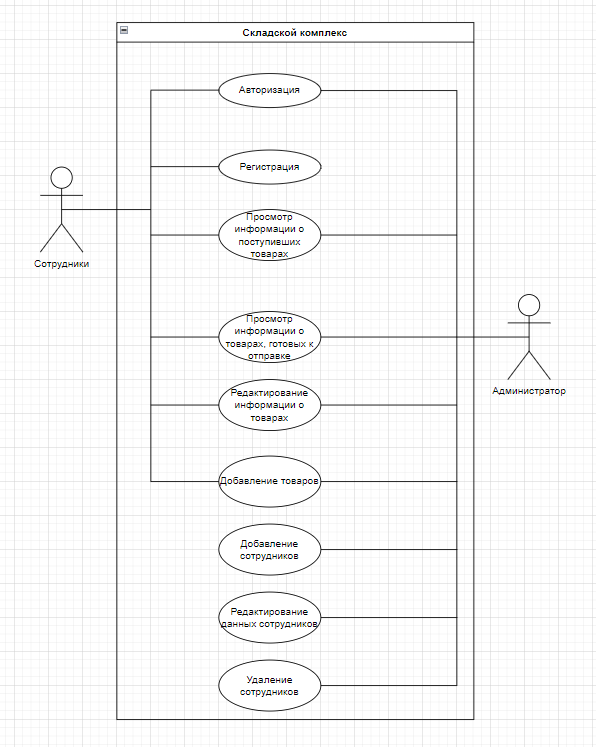 Складской комплекс
Авторизация
Регистрация
Просмотр
информации о
поступивших
товарах
Сотрудники
Просмотр
информации о
товарах, готовых к
отправке
Администратор
Редактирование
информации о
товарах
Добавление товаров
Добавление
сотрудников
Редактирование
данных сотрудников
Удаление
сотрудников